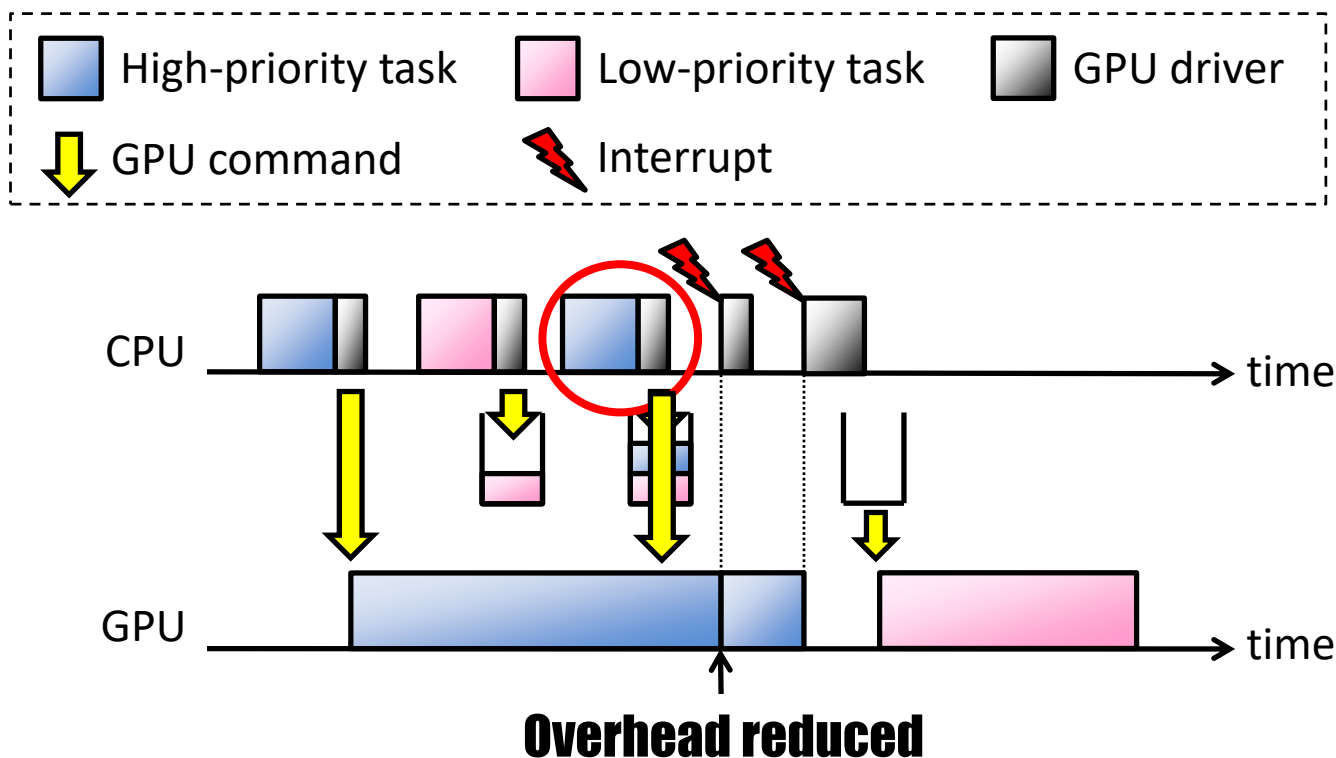 High-priority task
Low-priority task
GPU driver
GPU command
Interrupt
CPU
time
GPU
time
Overhead reduced